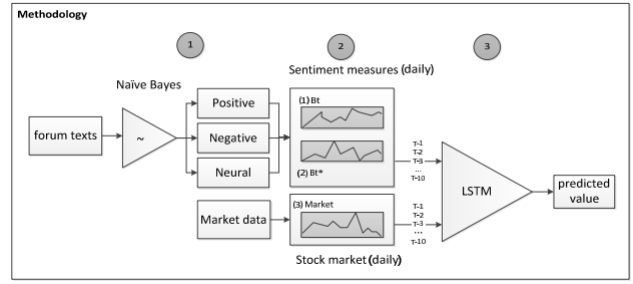 Methodology
1
2
3
Sentiment measures (daily)
Naïve Bayes
forum texts
~
Positive
Negative
Neural
(1) Bt
(2) Bt*
T-1
T-2
T-3
...
T-10
Market data
(3) Market
T-1
T-2
T-3
...
T-10
Stock market (daily)
LSTM
predicted
value